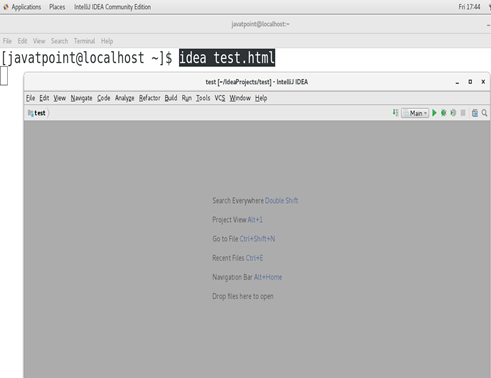 Applications Places IntelliJ IDEA Community Edition Fri 17:44
javatpoint@localhost:~
File Edit View Search Terminal Help
[javatpoint@localhost ~]$ idea test.html
test [~/IdeaProjects/test] - IntelliJ IDEA
File Edit View Navigate Code Analyze Refactor Build Run Tools VCS Window Help
test Main
Search Everywhere Double Shift
Project View Alt+1
Go to File Ctrl+Shift+N
Recent Files Ctrl+E
Navigation Bar Alt+Home
Drop files here to open